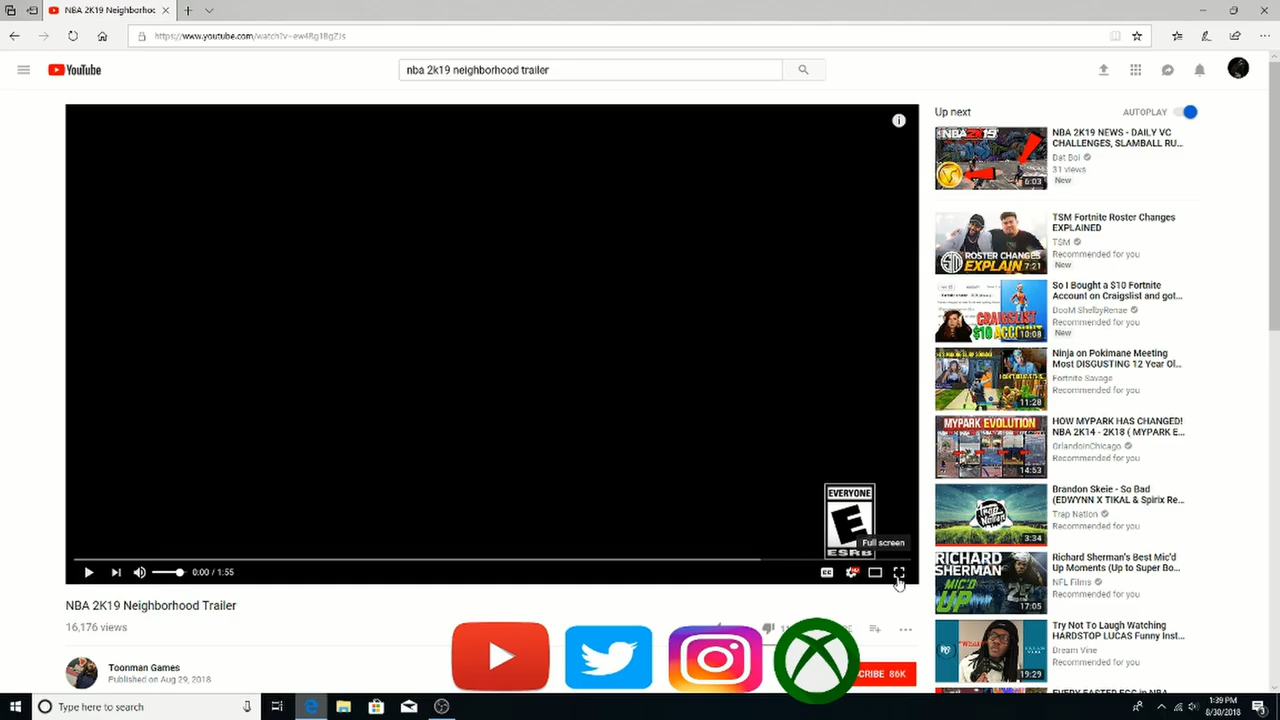 NBA 2K19 Neighborhoc
https://www.youtube.com/watch?v=
YouTube
nba 2k19 neighborhood trailer
Up next
AUTOPLAY
NBA 2K19
6:03
NBA 2K19 NEWS - DAILY VC
CHALLENGES, SLAMBALL RU...
Dat Boi
31 views
New
ROSTER CHANGES
EXPLAIN
7:21
TSM Fortnite Roster Changes
EXPLAINED
TSM
Recommended for you
New
CRAIGSLIST
$10 ACCOUNT
10:08
So I Bought a $10 Fortnite
Account on Craigslist and got...
DooM ShelbyRenae
Recommended for you
New
11:28
Ninja on Pokimane Meeting
Most DISGUSTING 12 Year Ol...
Fortnite Savage
Recommended for you
MYPARK EVOLUTION
14:53
HOW MYPARK HAS CHANGED!
NBA 2K14 - 2K18 ( MYPARK E...
OrlandoinChicago
Recommended for you
Trap Nation
3:34
Brandon Skeie - So Bad
(EDWYNN X TIKAL & Spirix Re...
Trap Nation
Recommended for you
RICHARD
SHERMAN
MIC'D
UP
17:05
Richard Sherman's Best Mic'd
Up Moments (Up to Super Bo...
NFL Films
Recommended for you
19:29
Try Not To Laugh Watching
HARDSTOP LUCAS Funny Inst...
Dream Vine
Recommended for you
EVERYONE
E
ESRB
Full screen
0:00 / 1:55
NBA 2K19 Neighborhood Trailer
16,176 views
Toonman Games
Published on Aug 29, 2018
CRIBE 86K
Type here to search
1:39 PM
8/30/2018